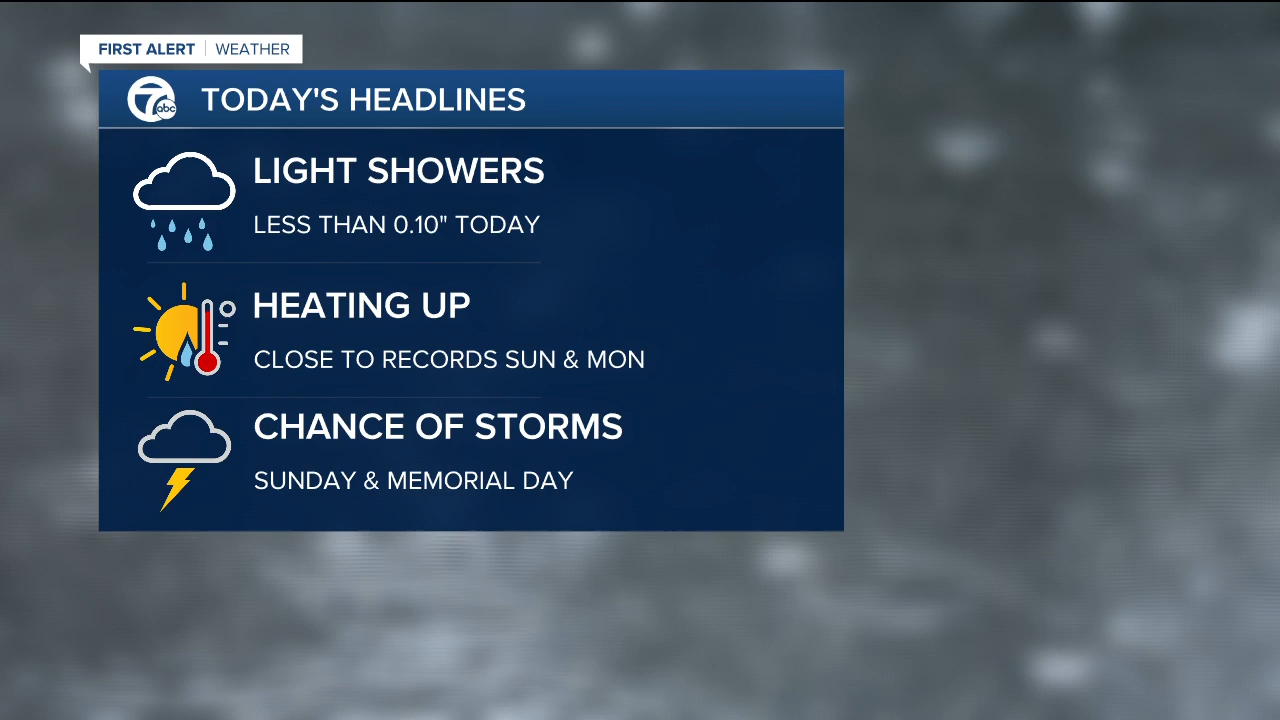 FIRST ALERT | WEATHER
7 abc TODAY'S HEADLINES
LIGHT SHOWERS
LESS THAN 0.10" TODAY
HEATING UP
CLOSE TO RECORDS SUN & MON
CHANCE OF STORMS
SUNDAY & MEMORIAL DAY